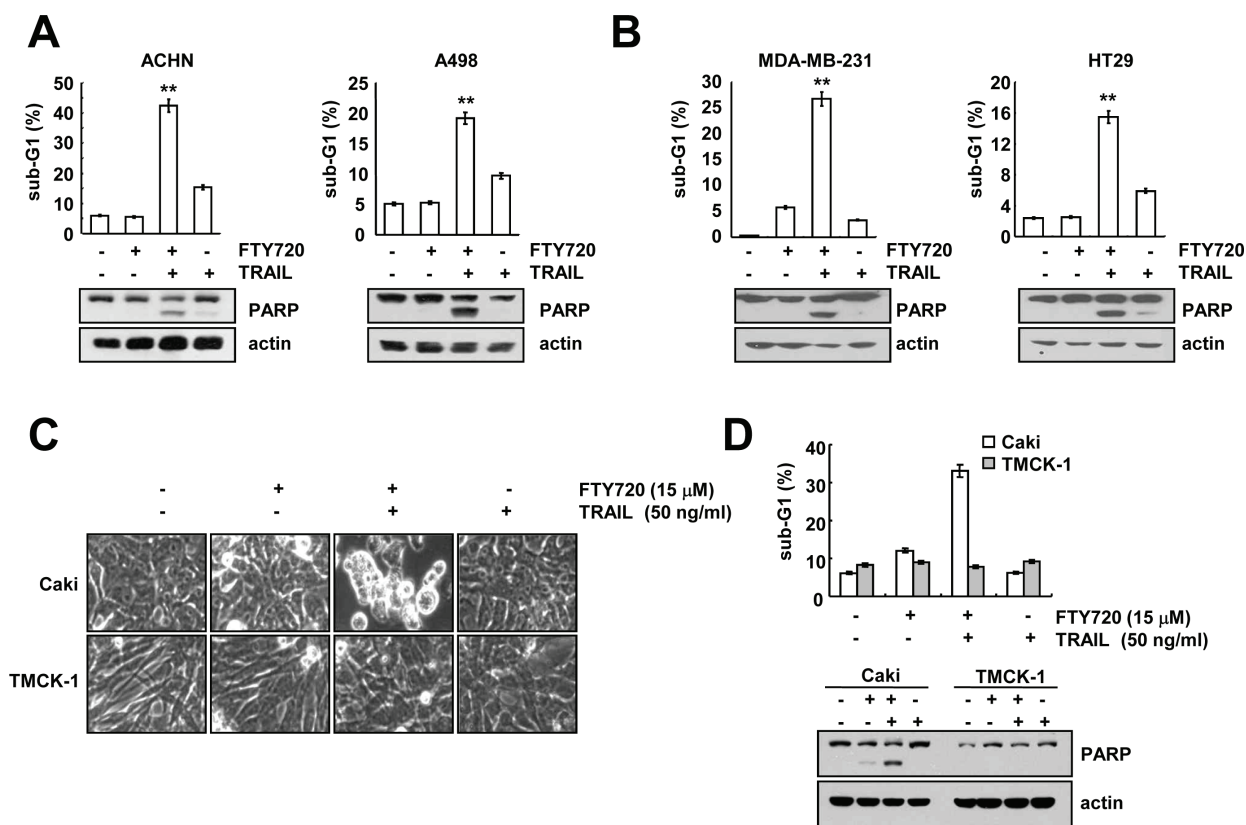 A
B
ACHN
A498
MDA-MB-231
HT29
50
40
30
20
10
0
sub-G1 (%)
**
25
20
15
10
5
0
sub-G1 (%)
**
30
25
20
15
10
5
0
sub-G1 (%)
**
20
16
12
8
4
0
sub-G1 (%)
**
- + + - - + + - FTY720
- - + + - - + + TRAIL
- + + - - + + - FTY720
- - + + - - + + TRAIL
PARP
PARP
PARP
PARP
actin
actin
actin
actin
C
- + + - FTY720 (15 μM)
- - + + TRAIL (50 ng/ml)
Caki
TMCK-1
D
40
30
20
10
0
sub-G1 (%)
Caki
TMCK-1
- + + - FTY720 (15 μM)
- - + + TRAIL (50 ng/ml)
Caki TMCK-1
- + + - - + + -
- - + + - - + +
PARP
actin